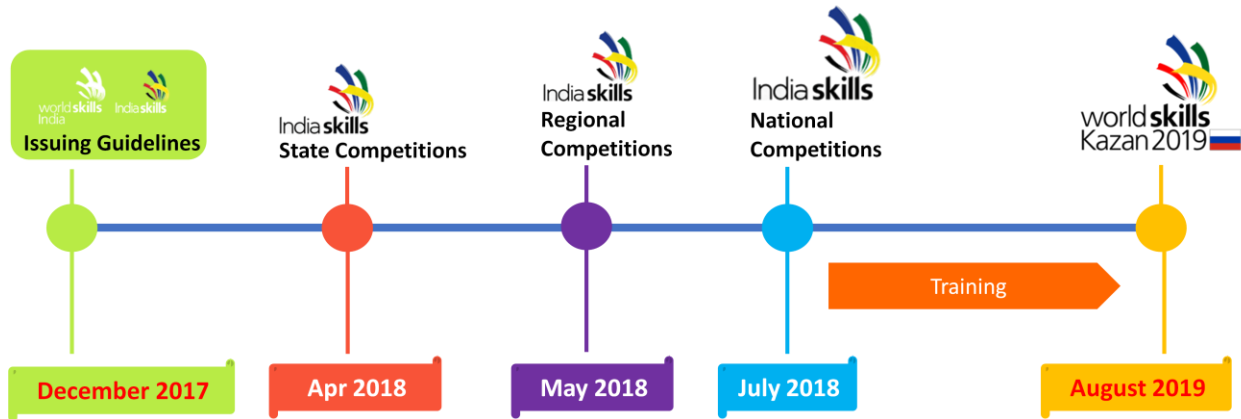 world skills
India
India skills
Issuing Guidelines
India skills
State Competitions
India skills
Regional
Competitions
India skills
National
Competitions
world skills
Kazan 2019
Training
December 2017
Apr 2018
May 2018
July 2018
August 2019